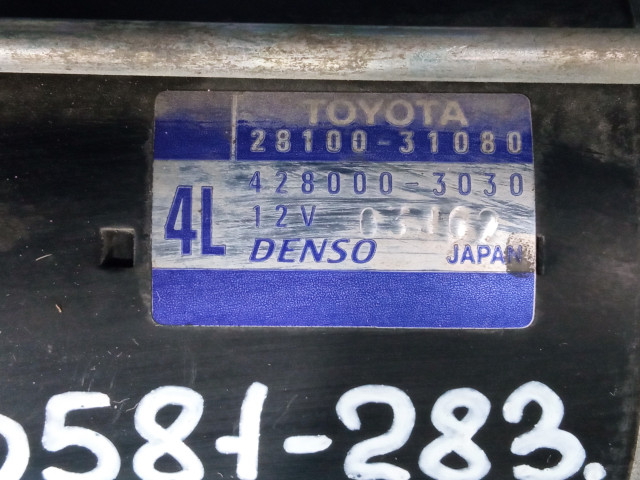 TOYOTA
28100-31080
428000-3030
4L
12V
DENSO JAPAN
0581-283.